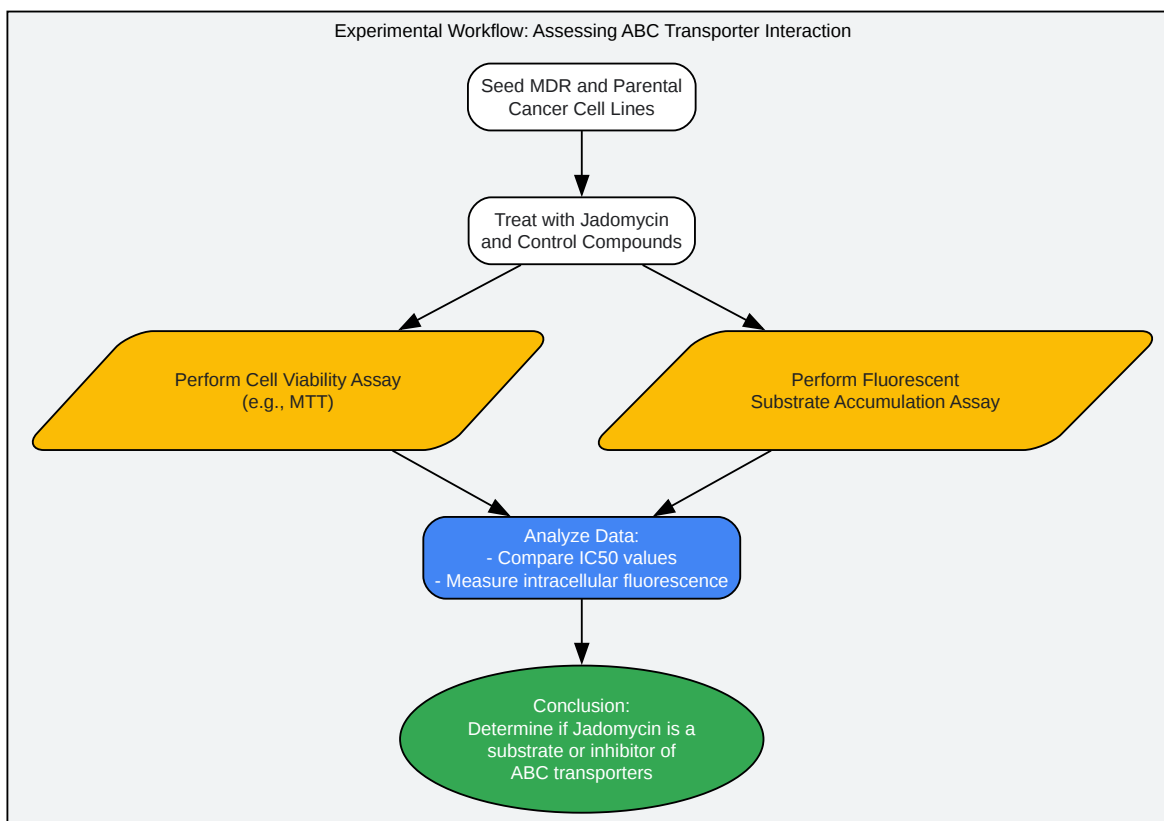 Experimental Workflow: Assessing ABC Transporter Interaction
Seed MDR and Parental
Cancer Cell Lines
Treat with Jadomycin
and Control Compounds
Perform Cell Viability Assay
(e.g., MTT)
Perform Fluorescent
Substrate Accumulation Assay
Analyze Data:
- Compare IC50 values
- Measure intracellular fluorescence
Conclusion:
Determine if Jadomycin is a
substrate or inhibitor of
ABC transporters